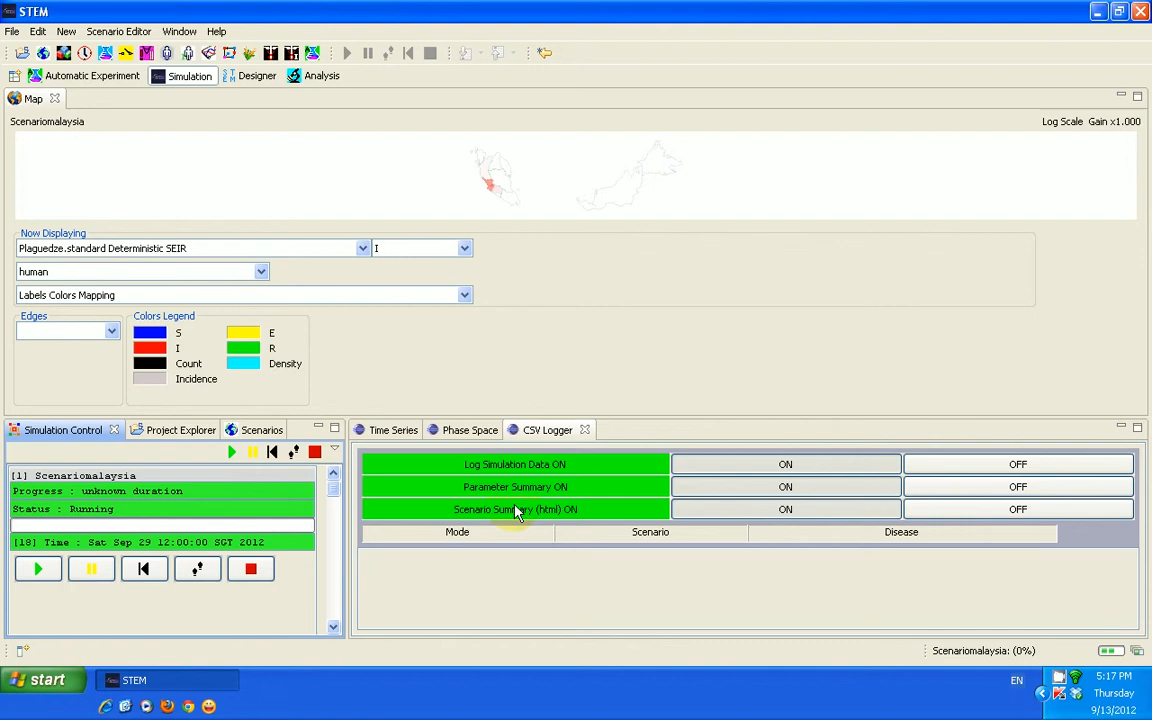 STEM
File Edit New Scenario Editor Window Help
Automatic Experiment Simulation STEM Designer Analysis
Map
Scenariomalaysia Log Scale Gain x1.000
Now Displaying
Plaguedze.standard Deterministic SEIR I
human
Labels Colors Mapping
Edges Colors Legend
S E
I R
Count Density
Incidence
Simulation Control Project Explorer Scenarios Time Series Phase Space CSV Logger
Log Simulation Data ON ON OFF
[1] Scenariomalaysia
Progress : unknown duration
Parameter Summary ON ON OFF
Status : Running
Scenario Summary (html) ON ON OFF
Mode Scenario Disease
[18] Time : Sat Sep 29 12:00:00 SGT 2012
Scenariomalaysia: (0%)
start STEM EN 5:17 PM
Thursday
9/13/2012